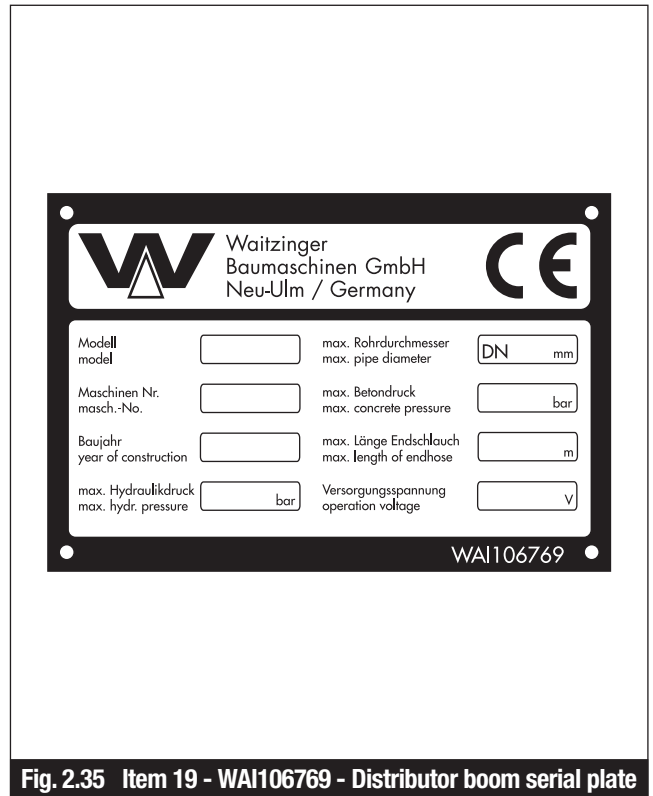 Waitzinger
Baumaschinen GmbH
Neu-Ulm / Germany
CE
Modell
model
Maschinen Nr.
masch.-No.
Baujahr
year of construction
max. Hydraulikdruck
max. hydr. pressure
bar
max. Rohrdurchmesser
max. pipe diameter
DN mm
max. Betondruck
max. concrete pressure
bar
max. Länge Endschlauch
max. length of endhose
m
Versorgungsspannung
operation voltage
V
WAI106769
Fig. 2.35 Item 19 - WAI106769 - Distributor boom serial plate